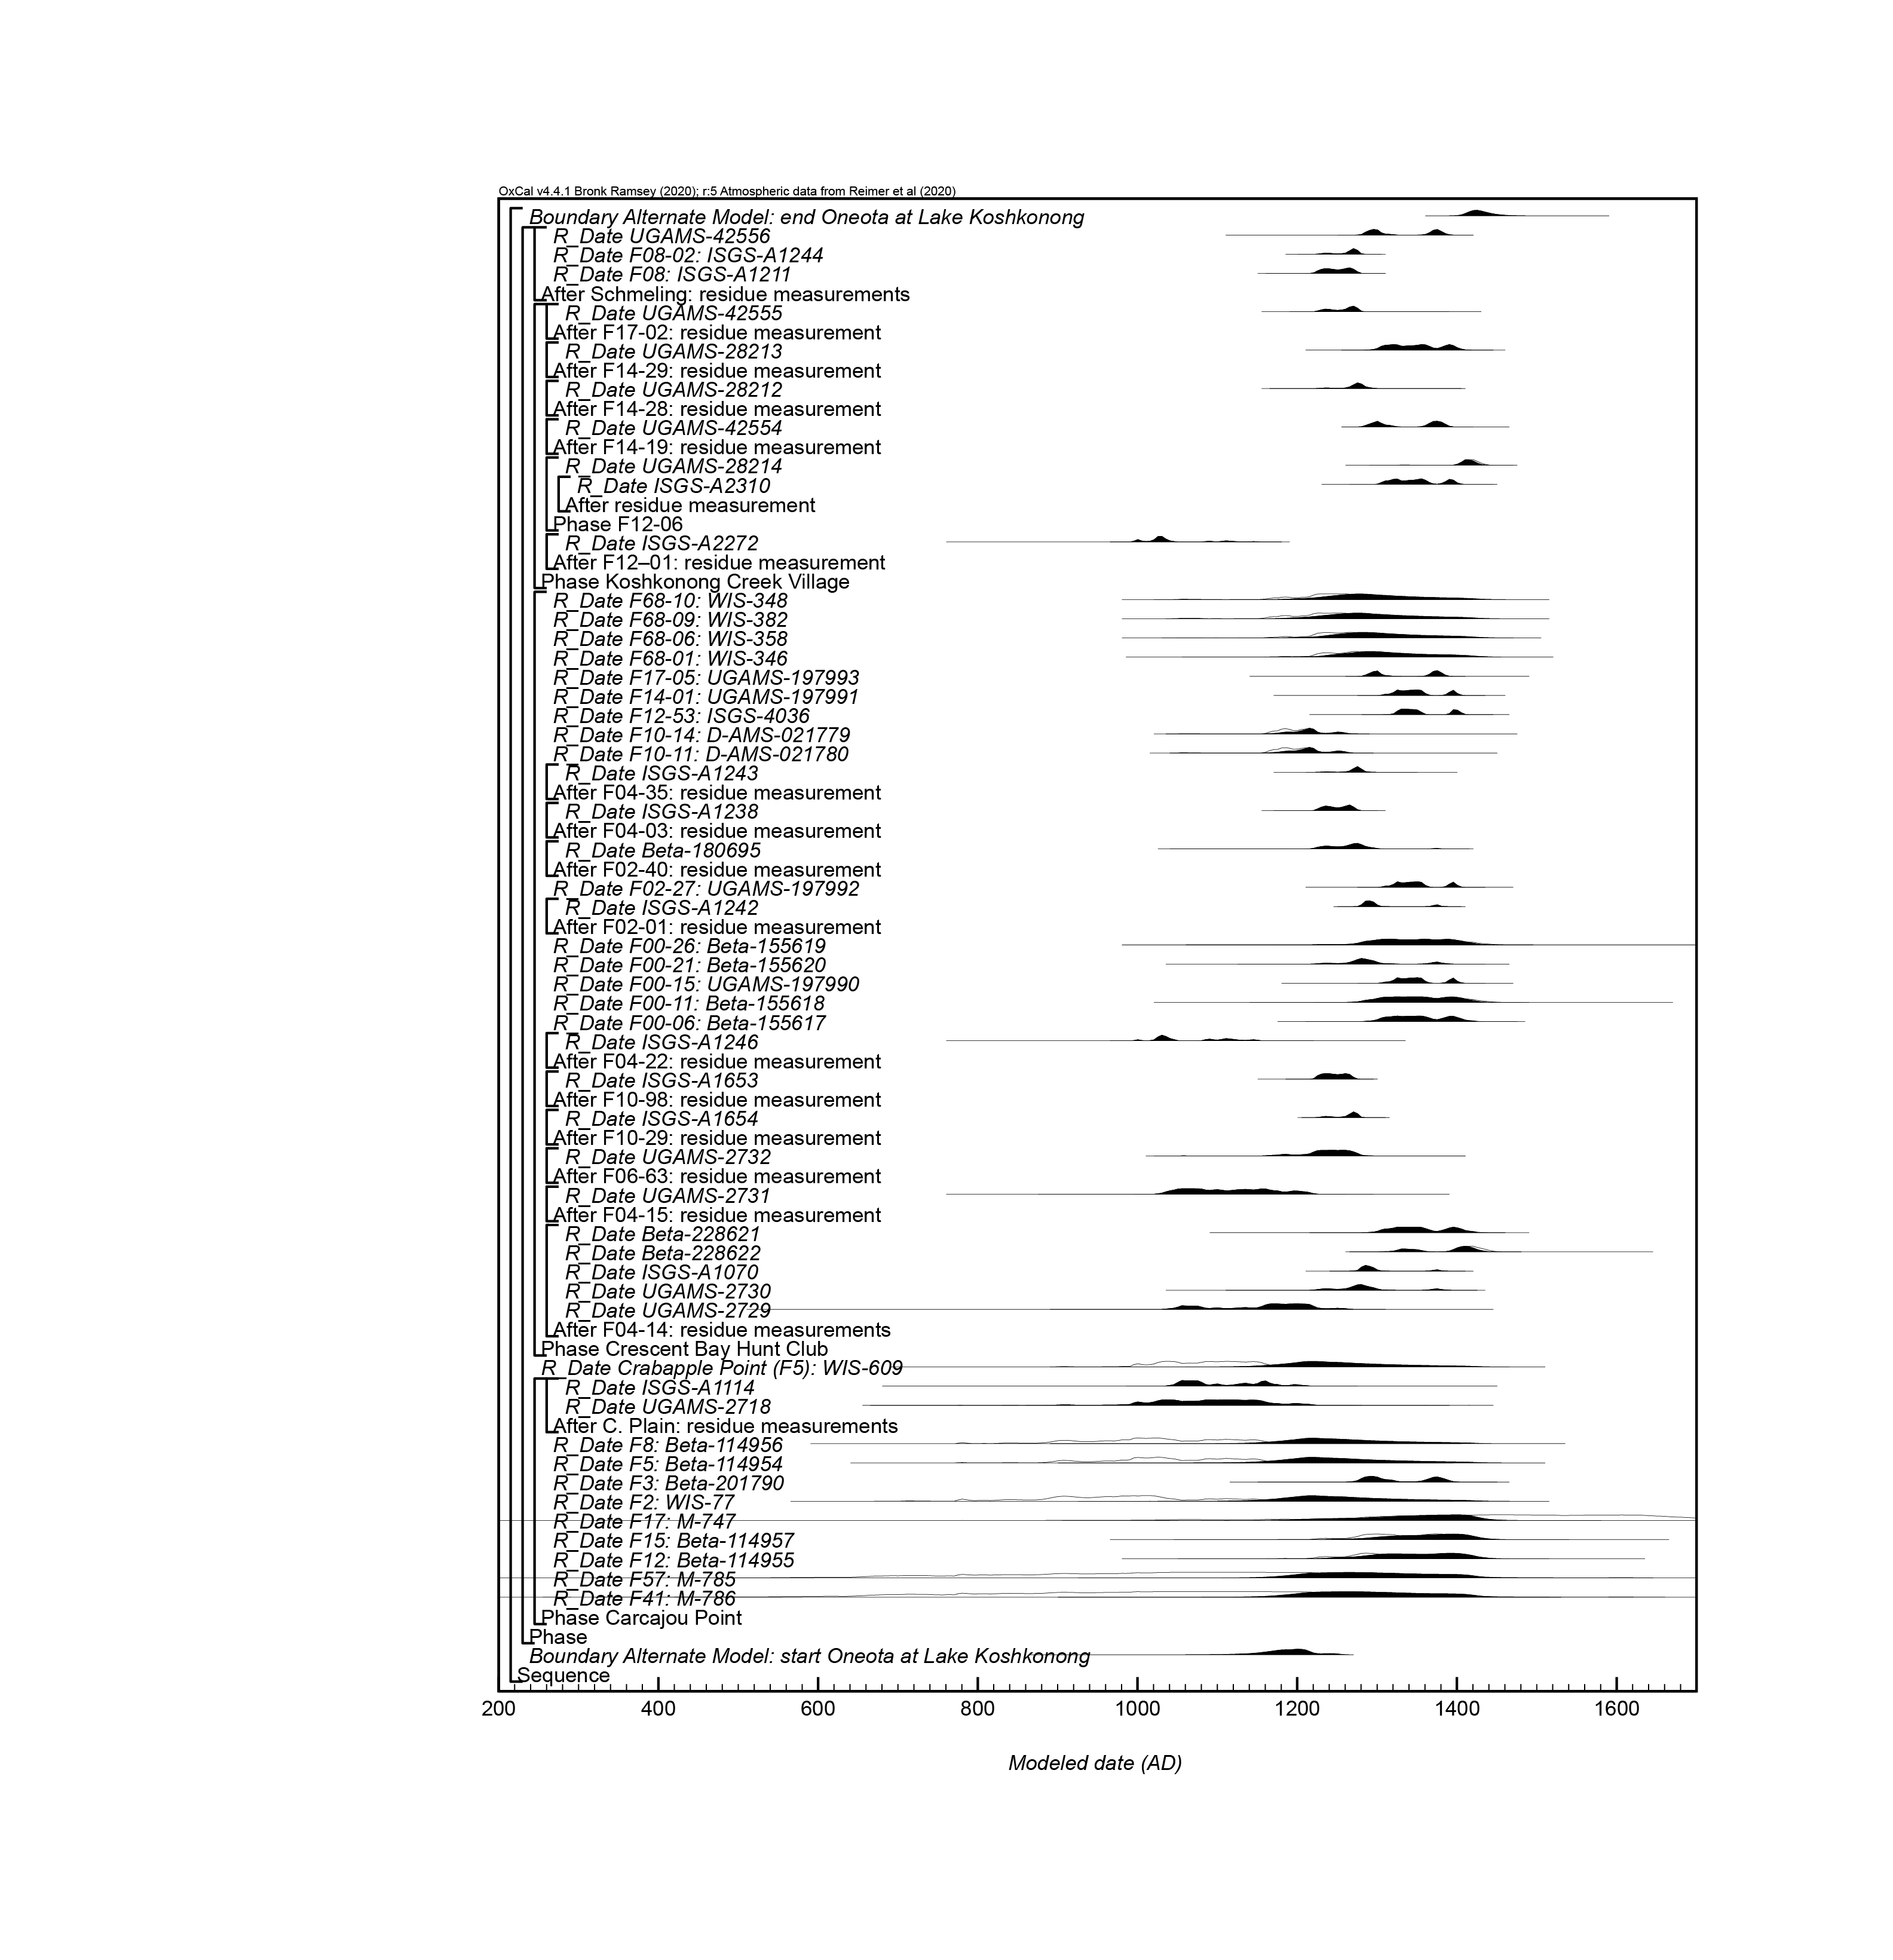 OxCal v4.4.1 Bronk Ramsey (2020); r:5 Atmospheric data from Reimer et al (2020)
Boundary Alternate Model: end Oneota at Lake Koshkonong
R_Date UGAMS-42556
R_Date F08-02: ISGS-A1244
R_Date F08: ISGS-A1211
After Schmeling: residue measurements
R_Date UGAMS-42555
After F17-02: residue measurement
R_Date UGAMS-28213
After F14-29: residue measurement
R_Date UGAMS-28212
After F14-28: residue measurement
R_Date UGAMS-42554
After F14-19: residue measurement
R_Date UGAMS-28214
R_Date ISGS-A2310
After residue measurement
Phase F12-06
R_Date ISGS-A2272
After F12–01: residue measurement
Phase Koshkonong Creek Village
R_Date F68-10: WIS-348
R_Date F68-09: WIS-382
R_Date F68-06: WIS-358
R_Date F68-01: WIS-346
R_Date F17-05: UGAMS-197993
R_Date F14-01: UGAMS-197991
R_Date F12-53: ISGS-4036
R_Date F10-14: D-AMS-021779
R_Date F10-11: D-AMS-021780
R_Date ISGS-A1243
After F04-35: residue measurement
R_Date ISGS-A1238
After F04-03: residue measurement
R_Date Beta-180695
After F02-40: residue measurement
R_Date F02-27: UGAMS-197992
R_Date ISGS-A1242
After F02-01: residue measurement
R_Date F00-26: Beta-155619
R_Date F00-21: Beta-155620
R_Date F00-15: UGAMS-197990
R_Date F00-11: Beta-155618
R_Date F00-06: Beta-155617
R_Date ISGS-A1246
After F04-22: residue measurement
R_Date ISGS-A1653
After F10-98: residue measurement
R_Date ISGS-A1654
After F10-29: residue measurement
R_Date UGAMS-2732
After F06-63: residue measurement
R_Date UGAMS-2731
After F04-15: residue measurement
R_Date Beta-228621
R_Date Beta-228622
R_Date ISGS-A1070
R_Date UGAMS-2730
R_Date UGAMS-2729
After F04-14: residue measurements
Phase Crescent Bay Hunt Club
R_Date Crabapple Point (F5): WIS-609
R_Date ISGS-A1114
R_Date UGAMS-2718
After C. Plain: residue measurements
R_Date F8: Beta-114956
R_Date F5: Beta-114954
R_Date F3: Beta-201790
R_Date F2: WIS-77
R_Date F17: M-747
R_Date F15: Beta-114957
R_Date F12: Beta-114955
R_Date F57: M-785
R_Date F41: M-786
Phase Carcajou Point
Phase
Boundary Alternate Model: start Oneota at Lake Koshkonong
Sequence
200 400 600 800 1000 1200 1400 1600
Modeled date (AD)